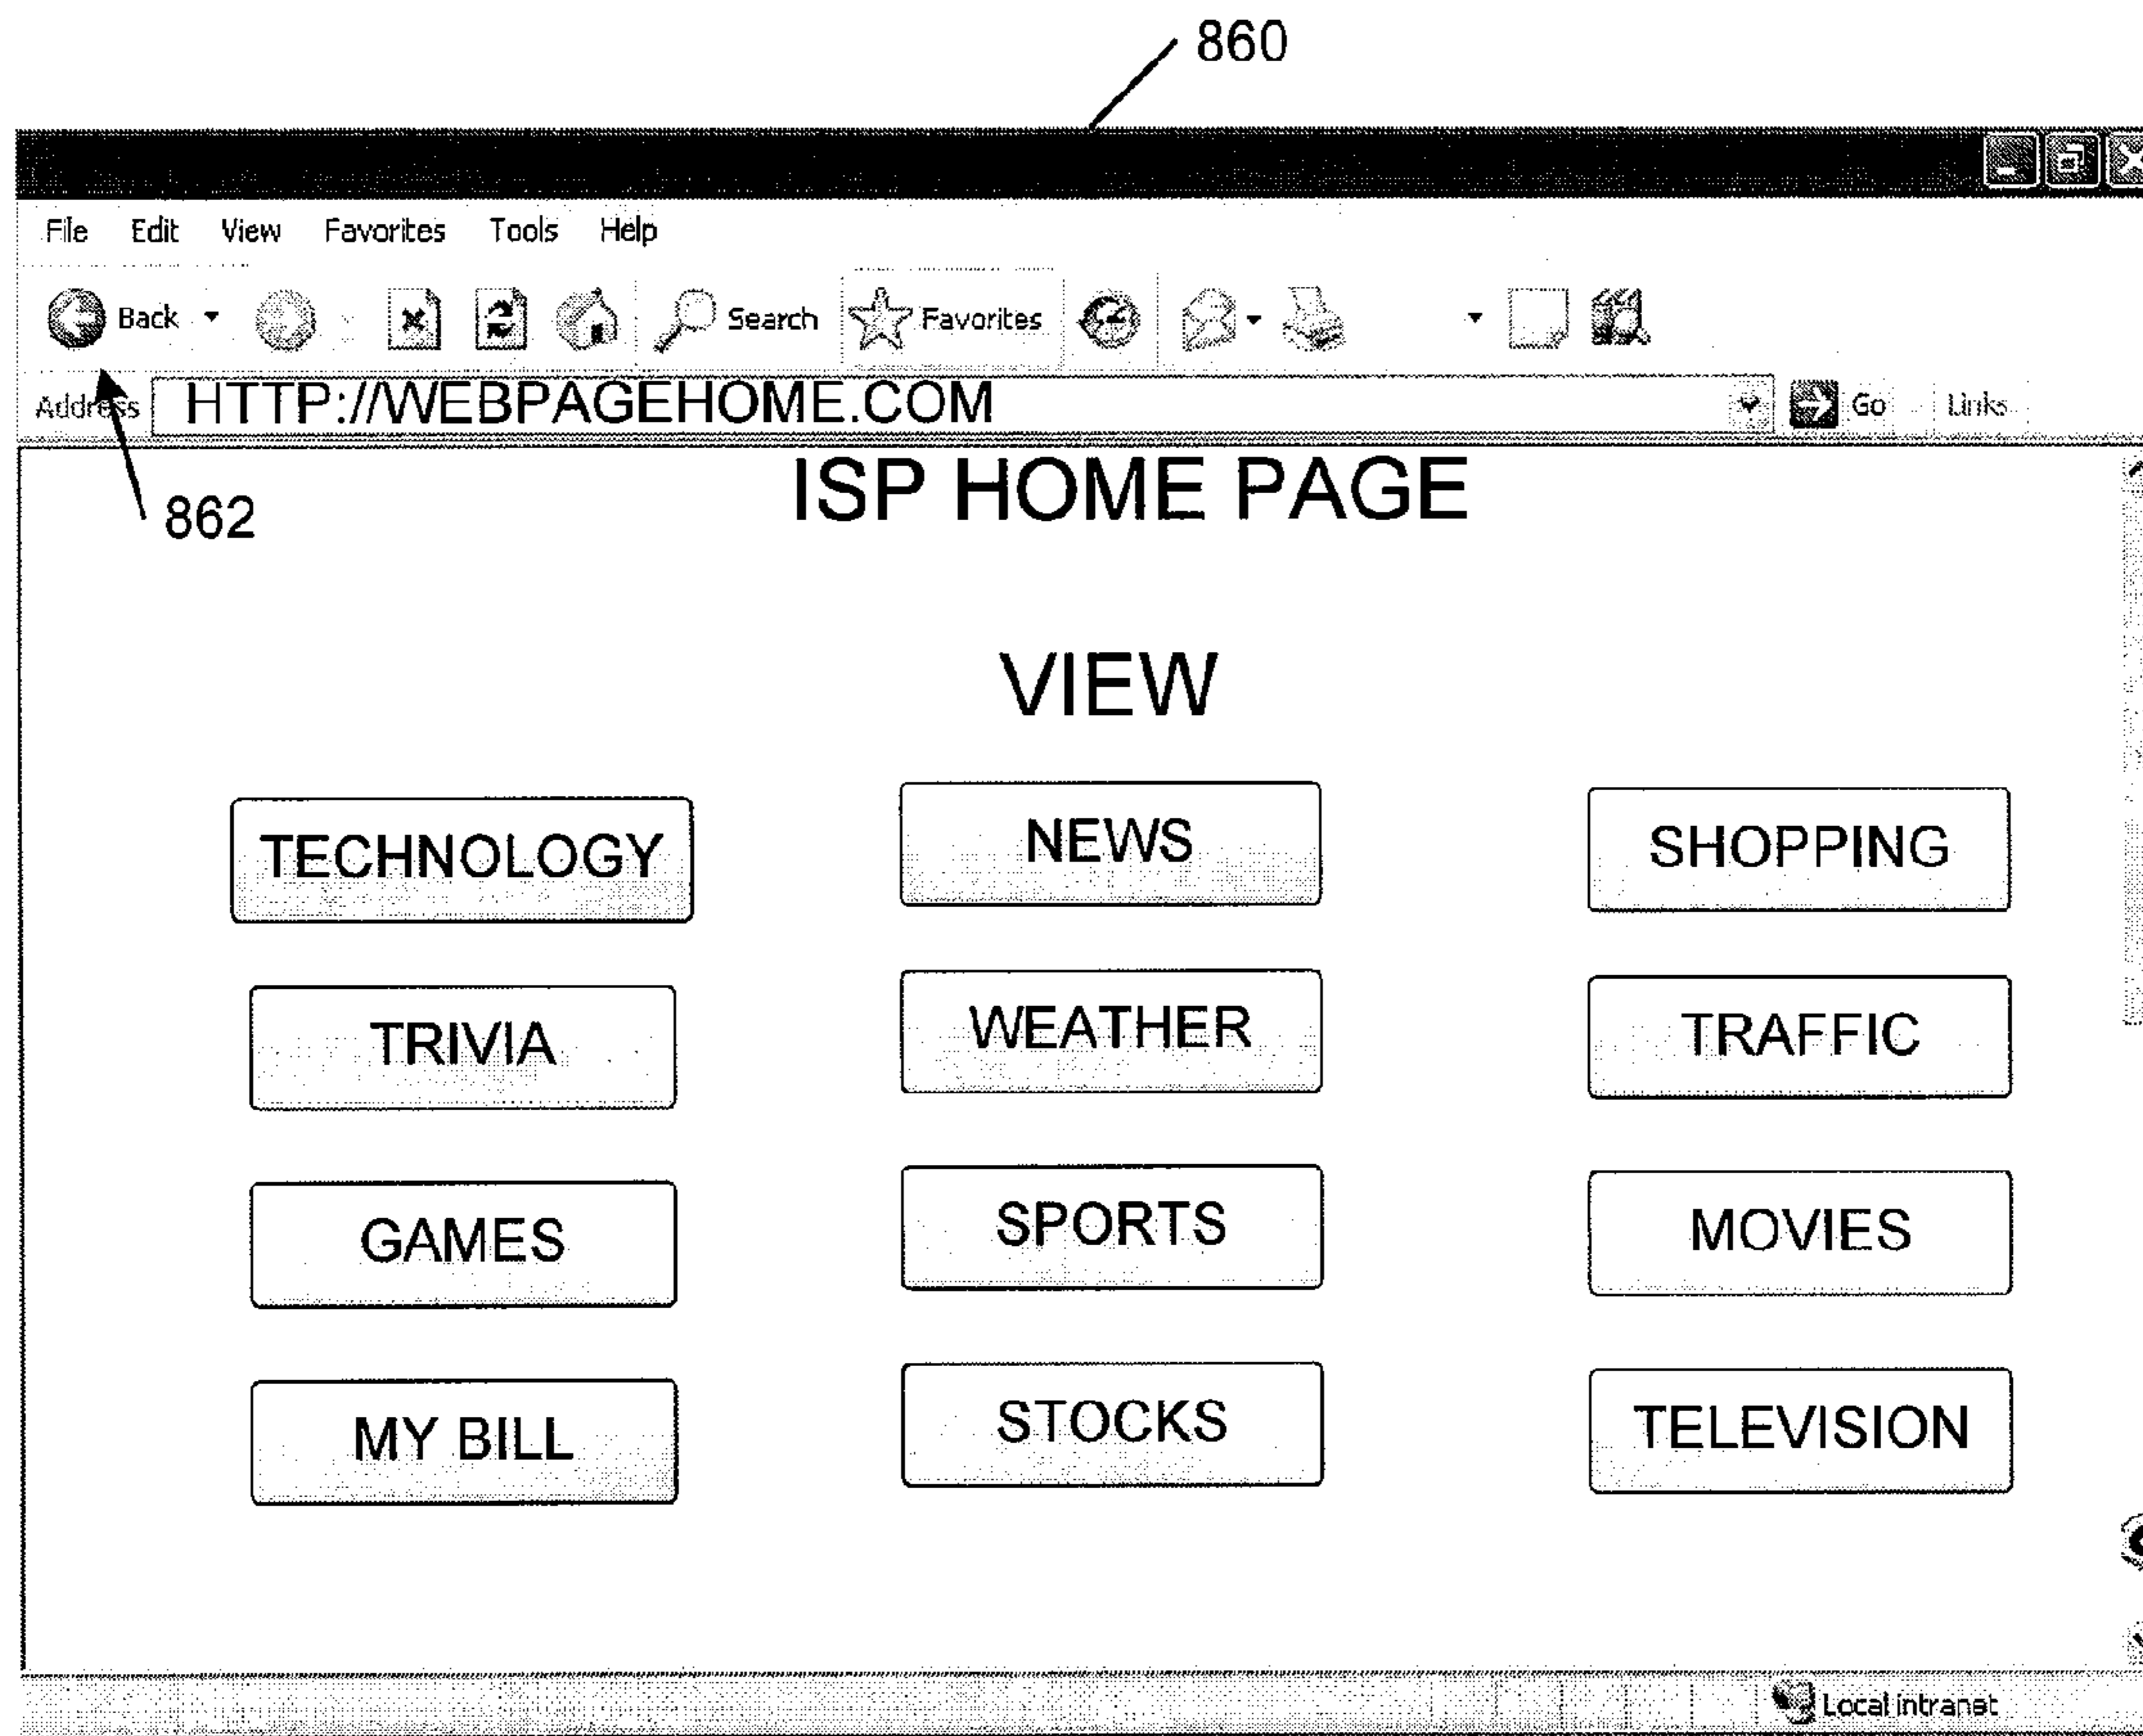 860
File Edit View Favorites Tools Help
Back Search Favorites
Address HTTP://WEBPAGEHOME.COM Go Links
862
ISP HOME PAGE
VIEW
TECHNOLOGY NEWS SHOPPING
TRIVIA WEATHER TRAFFIC
GAMES SPORTS MOVIES
MY BILL STOCKS TELEVISION
Local intranet